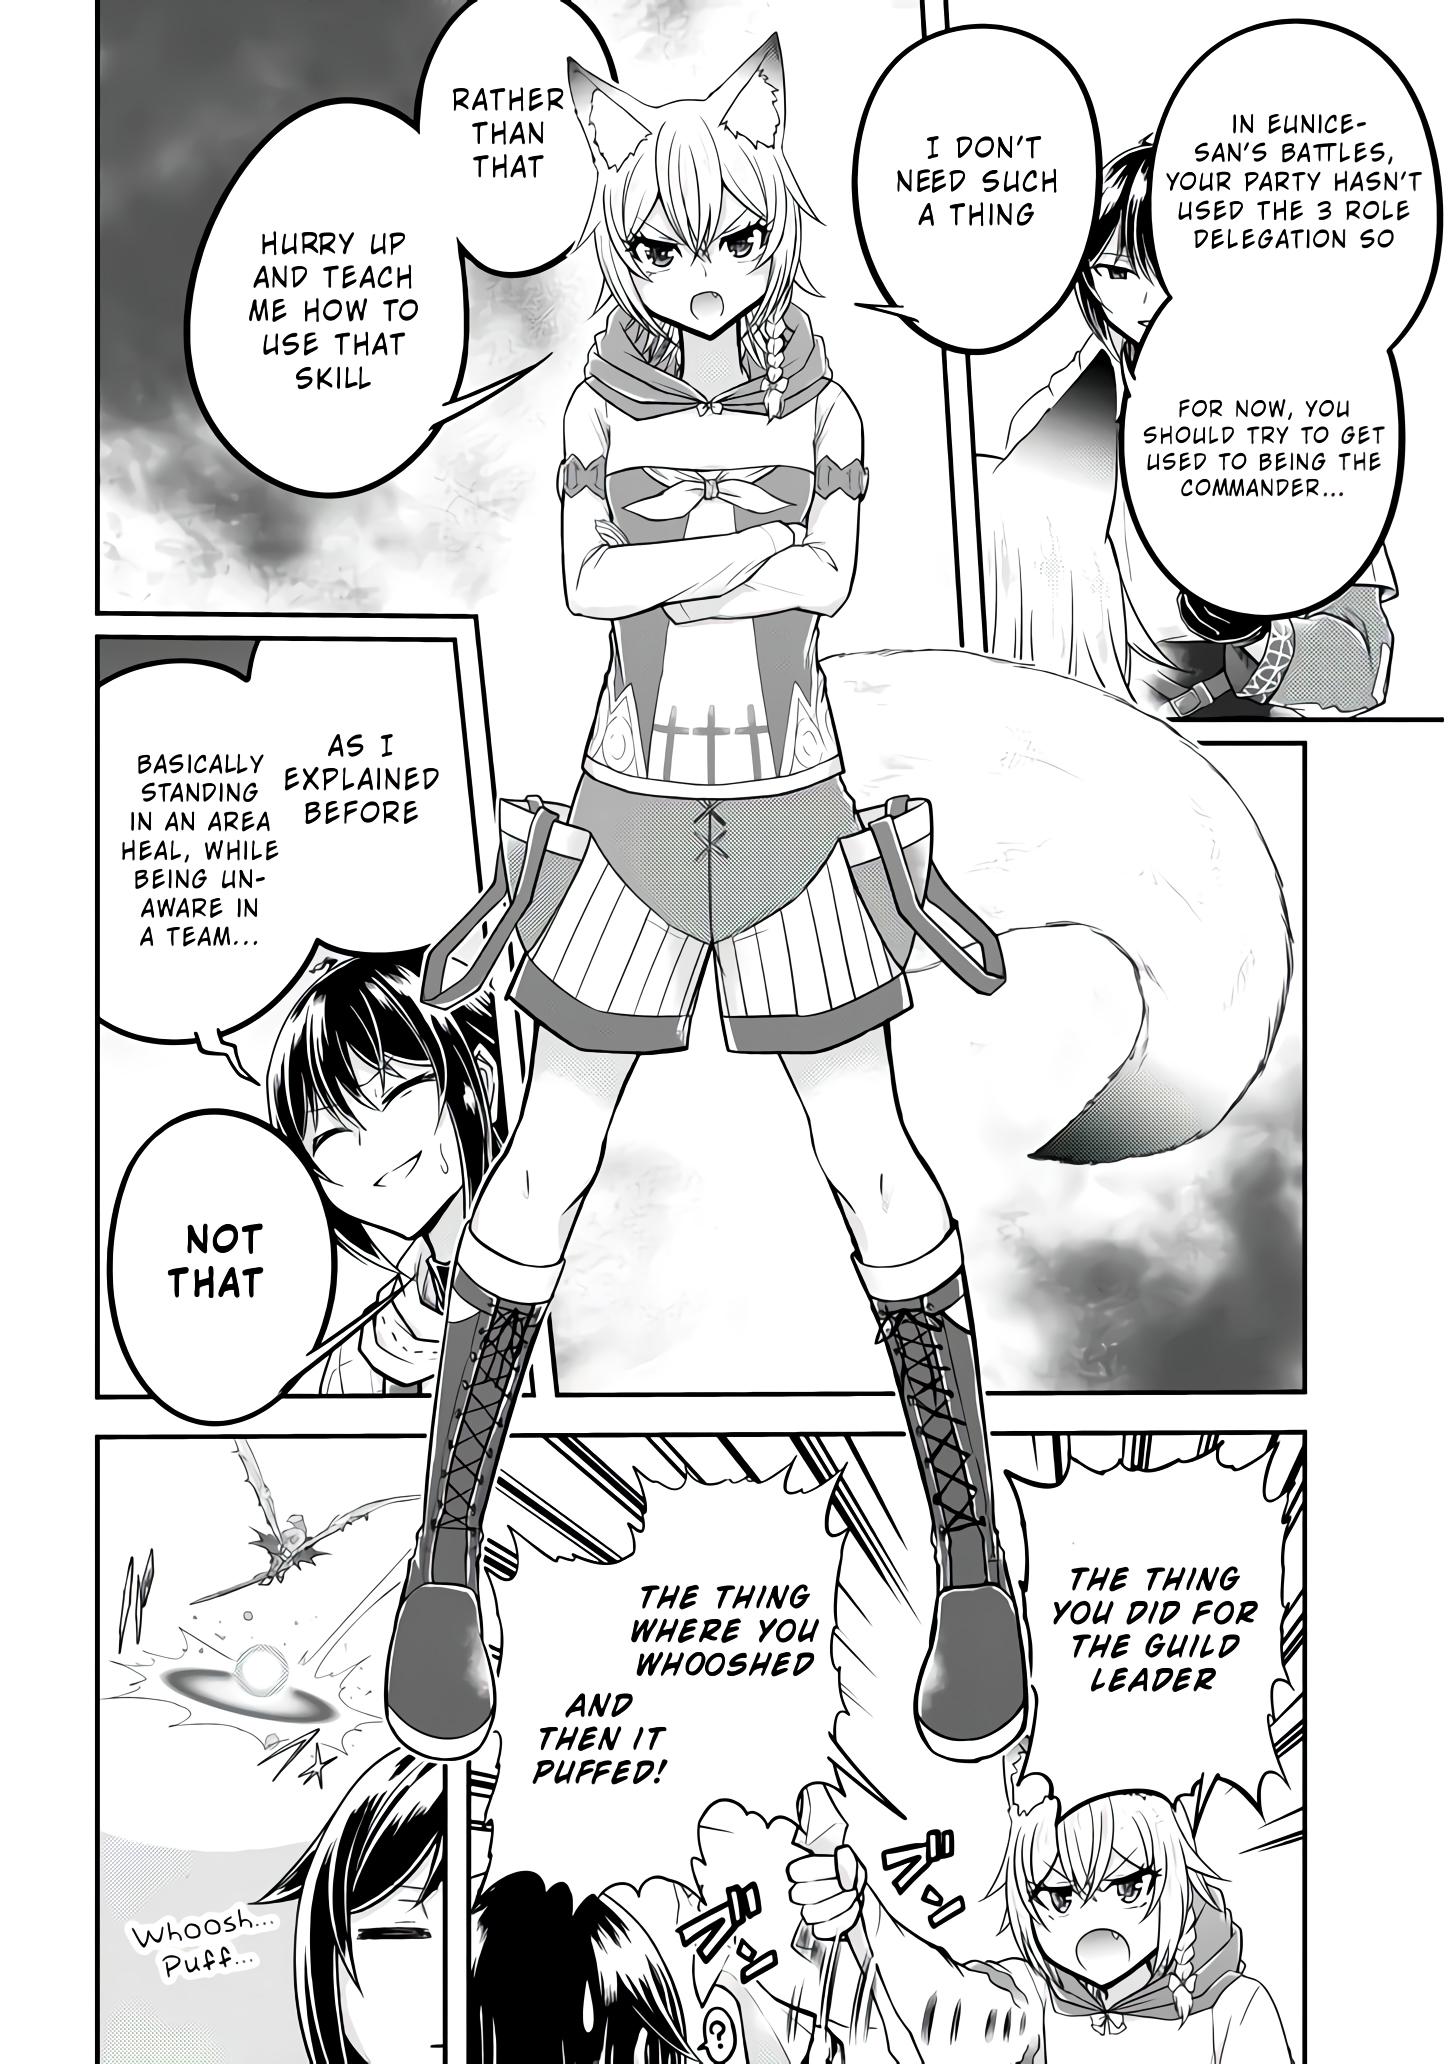 IN EUNICE-
SAN'S BATTLES,
YOUR PARTY HASN'T
USED THE 3 ROLE
DELEGATION SO
FOR NOW, YOU
SHOULD TRY TO GET
USED TO BEING THE
COMMANDER...
I DON'T
NEED SUCH
A THING
RATHER
THAN
THAT
HURRY UP
AND TEACH
ME HOW TO
USE THAT
SKILL
AS I
EXPLAINED
BEFORE
BASICALLY
STANDING
IN AN AREA
HEAL, WHILE
BEING UN-
AWARE IN
A TEAM...
NOT
THAT
THE THING
YOU DID FOR
THE GUILD
LEADER
THE THING
WHERE YOU
WHOOSHED
AND
THEN IT
PUFFED!
ブン
ブン
?
Whoosh...
Puff...